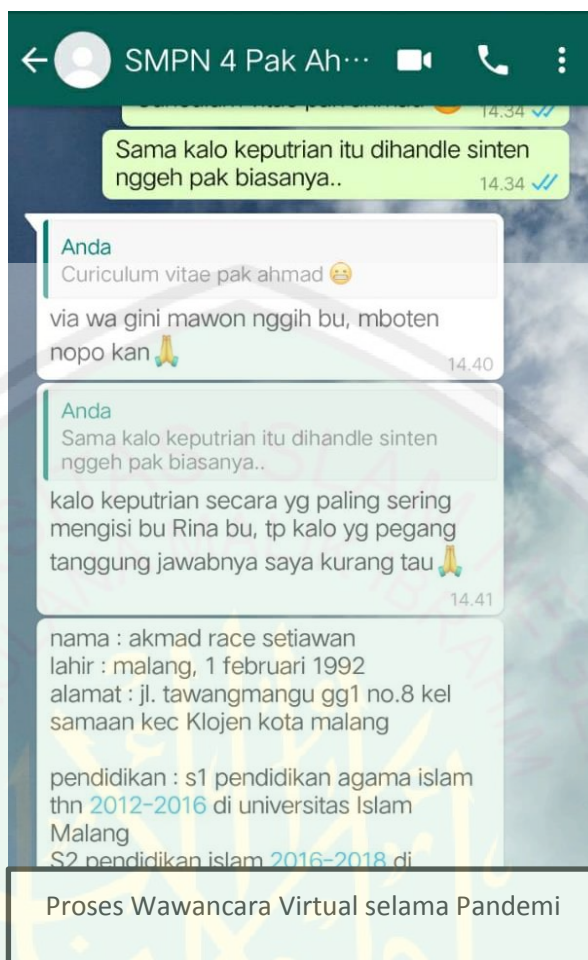 SMPN 4 Pak Ah...
14.34
Sama kalo keputrian itu dihandle sinten
nggeh pak biasanya..
14.34
Anda
Curiculum vitae pak ahmad 😬
via wa gini mawon nggih bu, mboten
nopo kan🙏
14.40
Anda
Sama kalo keputrian itu dihandle sinten
nggeh pak biasanya..
kalo keputrian secara yg paling sering
mengisi bu Rina bu, tp kalo yg pegang
tanggung jawabnya saya kurang tau🙏
14.41
nama : akmad race setiawan
lahir : malang, 1 februari 1992
alamat : jl. tawangmangu gg1 no.8 kel
samaan kec Klojen kota malang
pendidikan : s1 pendidikan agama islam
thn 2012-2016 di universitas Islam
Malang
S2 pendidikan islam 2016-2018 di
Proses Wawancara Virtual selama Pandemi